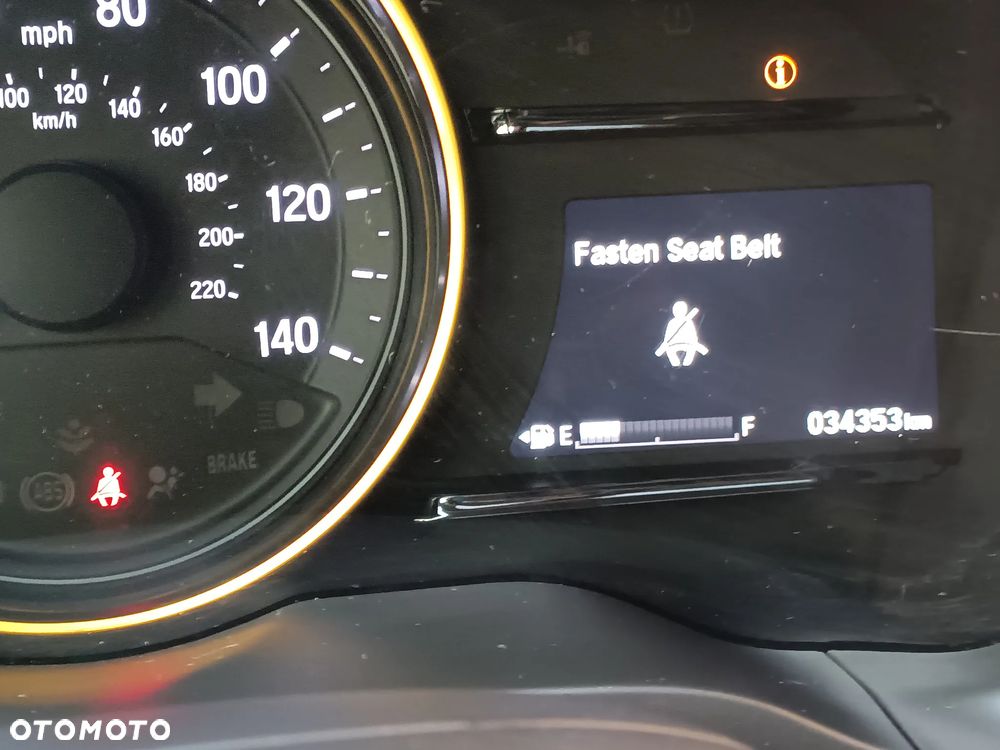 80
mph
100
100
120
140
km/h
160
180
120
200
220
140
BRAKE
ABS
Fasten Seat Belt
E
F
034353km
OTOMOTO